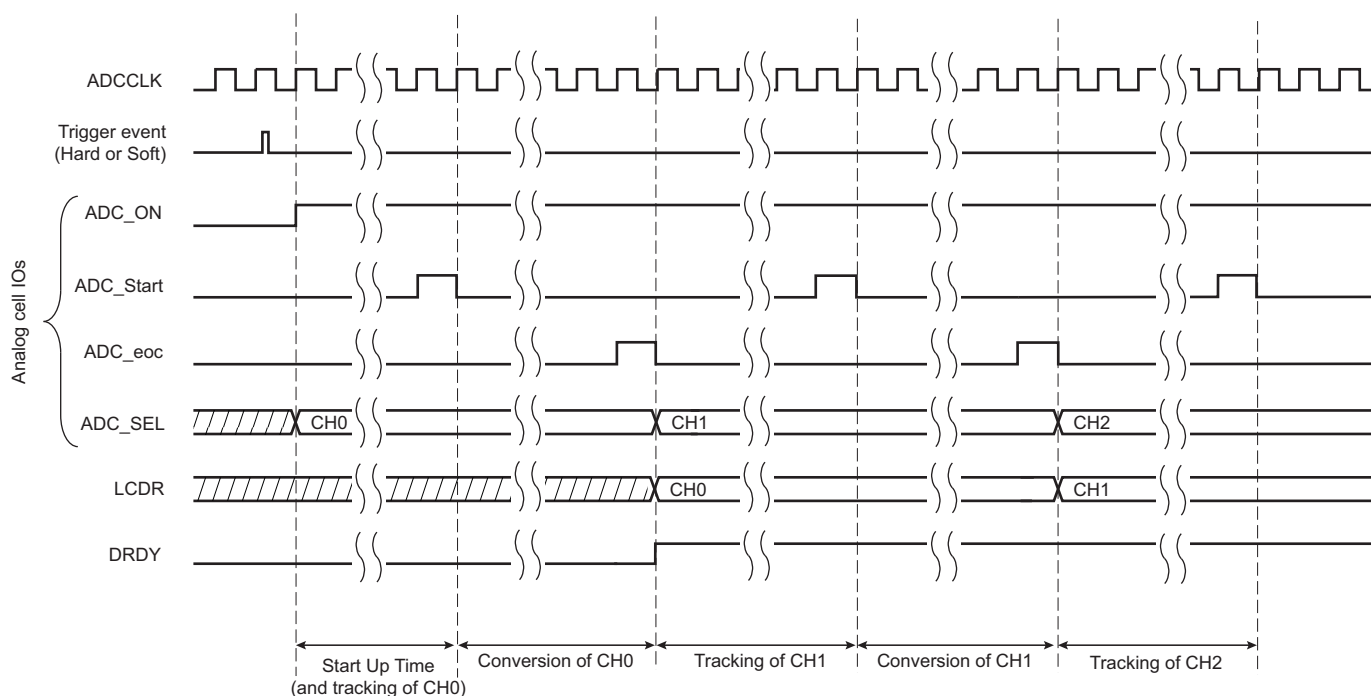 ADCCLK
Trigger event
(Hard or Soft)
Analog cell IOs
ADC_ON
ADC_Start
ADC_eoc
ADC_SEL
CH0
CH1
CH2
LCDR
CH0
CH1
DRDY
Start Up Time
(and tracking of CH0)
Conversion of CH0
Tracking of CH1
Conversion of CH1
Tracking of CH2